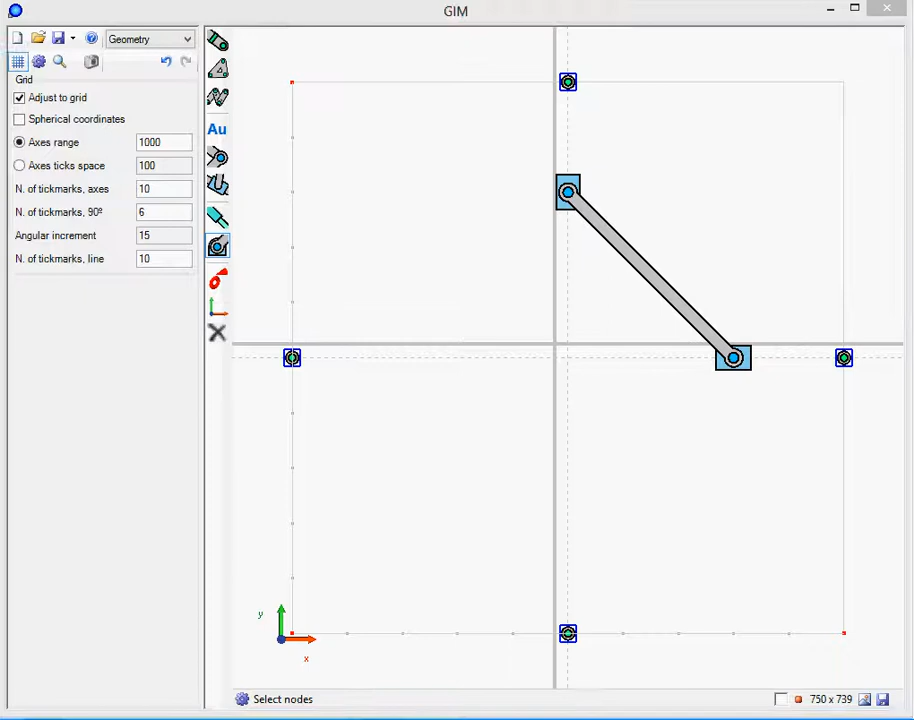 GIM
Geometry
Grid
Adjust to grid
Spherical coordinates
Axes range 1000
Axes ticks space 100
N. of tickmarks, axes 10
N. of tickmarks, 90º 6
Angular increment 15
N. of tickmarks, line 10
Au
y
x
Select nodes
750 x 739